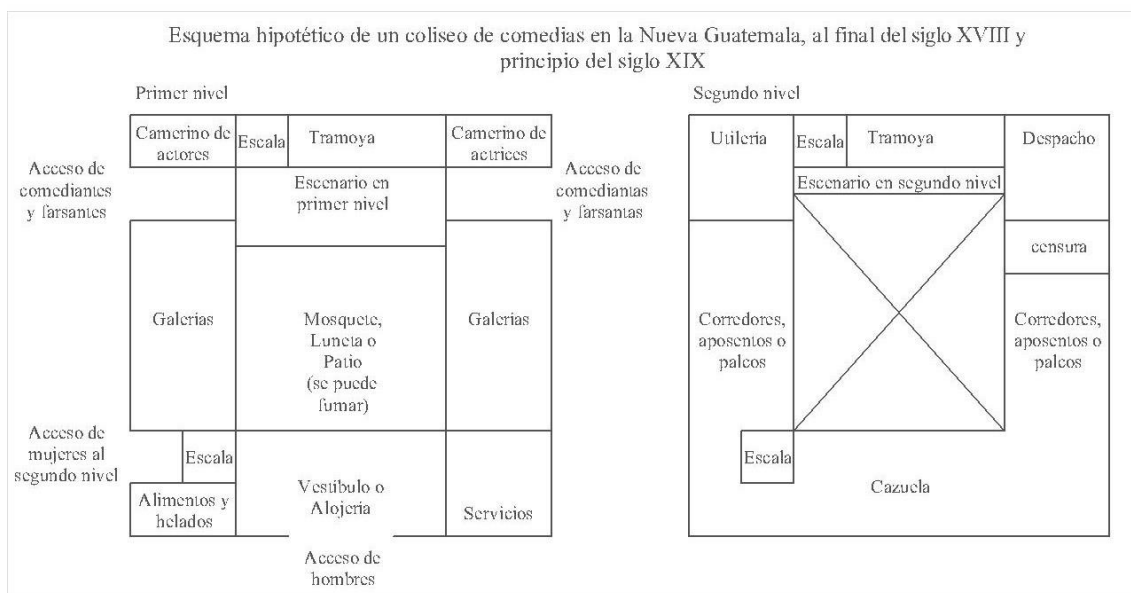 Esquema hipotético de un coliseo de comedias en la Nueva Guatemala, al final del siglo XVIII y
principio del siglo XIX
Primer nivel
Camerino de
actores
Escala
Tramoya
Camerino de
actrices
Acceso de
comediantes
y farsantes
Escenario en
primer nivel
Acceso de
comediantas
y farsantas
Galerias
Mosquete,
Luneta o
Patio
(se puede
fumar)
Galerias
Acceso de
mujeres al
segundo nivel
Escala
Alimentos y
helados
Vestíbulo o
Alojería
Servicios
Acceso de
hombres
Segundo nivel
Utileria
Escala
Tramoya
Despacho
Escenario en segundo nivel
censura
Corredores,
aposentos o
palcos
Corredores,
aposentos o
palcos
Escala
Cazuela